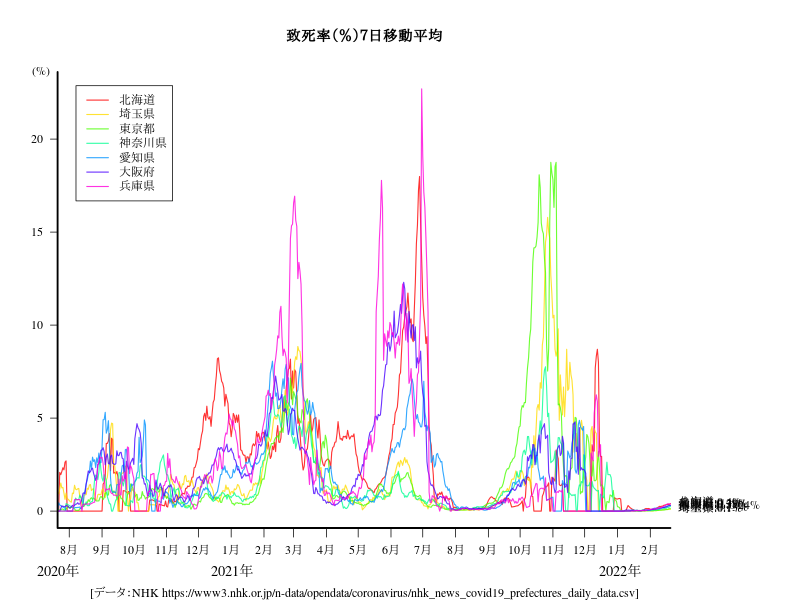 致死率(%)7日移動平均
(%)
20
15
10
5
0
北海道
埼玉県
東京都
神奈川県
愛知県
大阪府
兵庫県
8月 9月 10月 11月 12月 1月 2月 3月 4月 5月 6月 7月 8月 9月 10月 11月 12月 1月 2月
2020年 2021年 2022年
[データ:NHK https://www3.nhk.or.jp/n-data/opendata/coronavirus/nhk_news_covid19_prefectures_daily_data.csv]